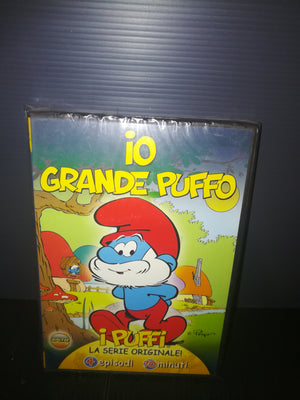 io
GRANDE PUFFO
i PUFFI
LA SERIE ORIGINALE!
episodi minuti